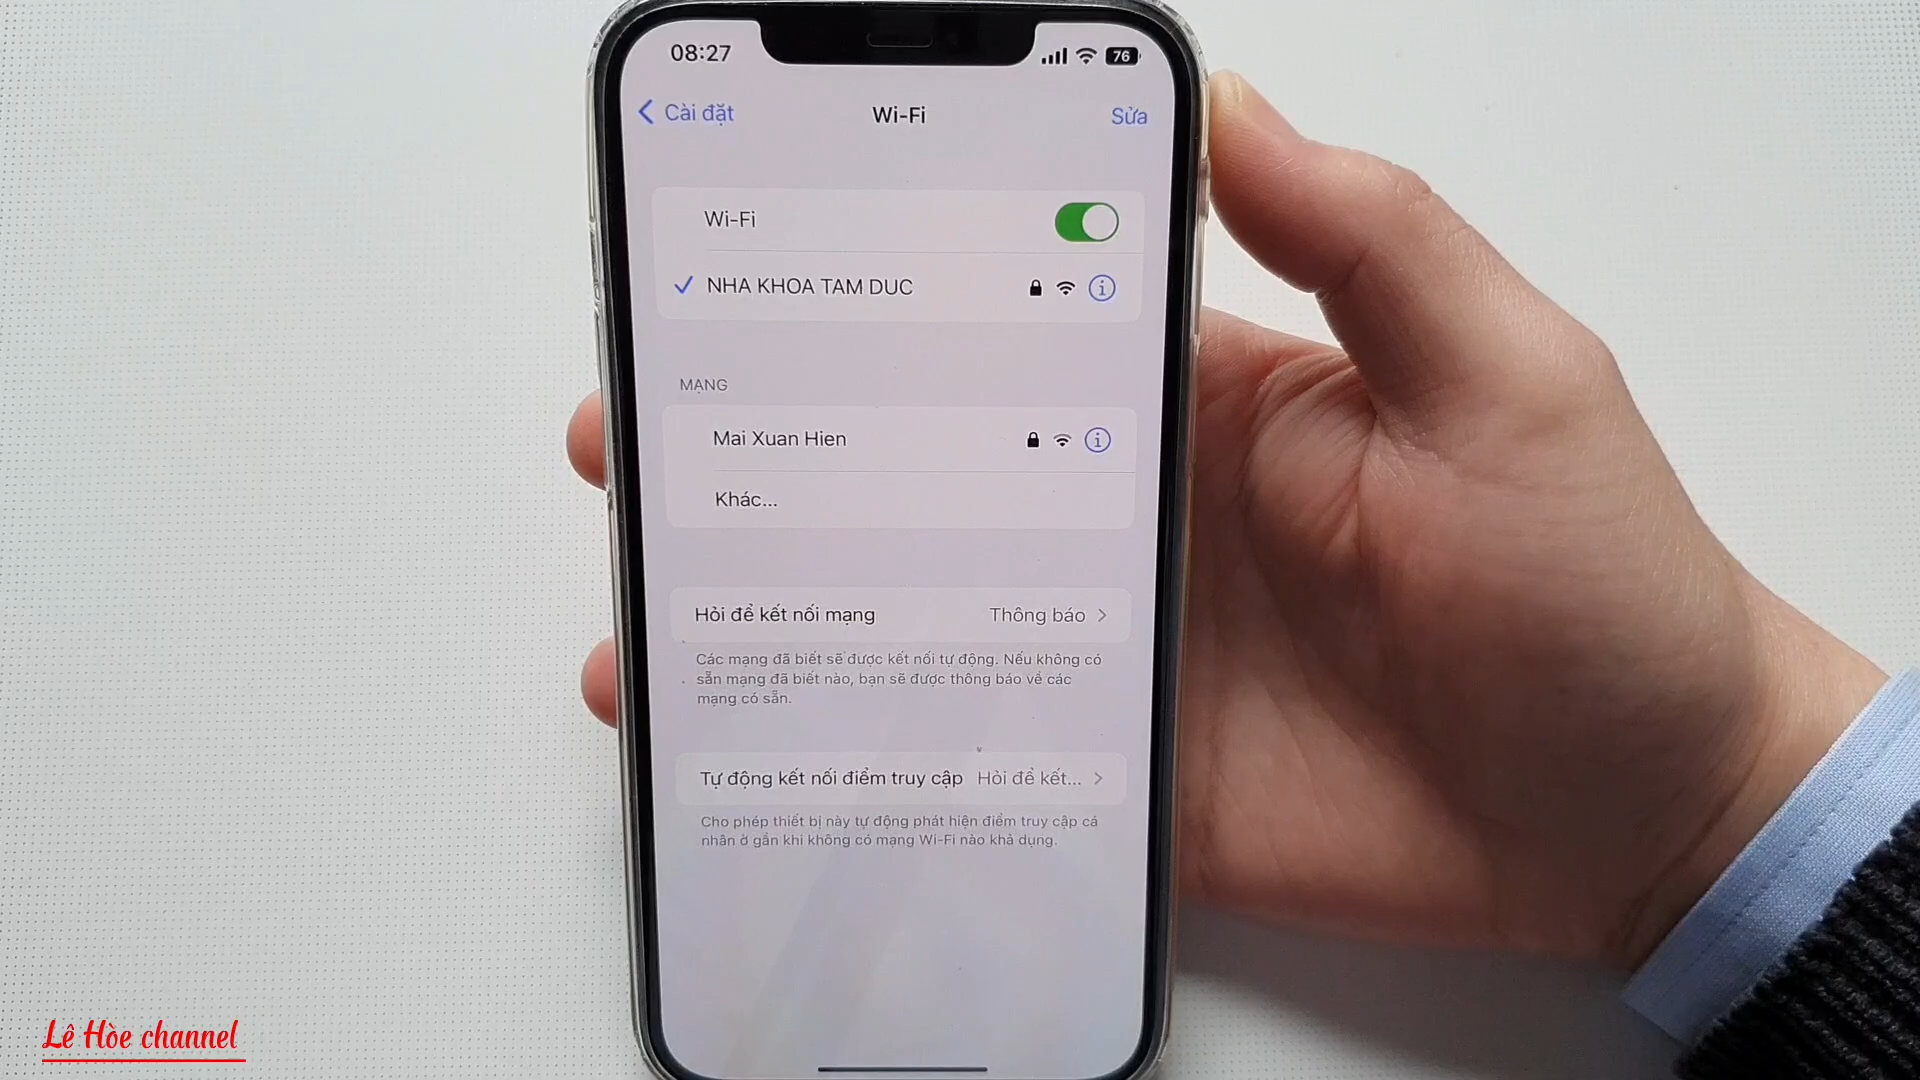 08:27
76
Cài đặt
Wi-Fi
Sửa
Wi-Fi
NHA KHOA TAM DUC
MẠNG
Mai Xuan Hien
Khác...
Hỏi để kết nối mạng Thông báo
Các mạng đã biết sẽ được kết nối tự động. Nếu không có
sẵn mạng đã biết nào, bạn sẽ được thông báo về các
mạng có sẵn.
Tự động kết nối điểm truy cập Hỏi để kết...
Cho phép thiết bị này tự động phát hiện điểm truy cập cá
nhân ở gần khi không có mạng Wi-Fi nào khả dụng.
Lê Hòe channel